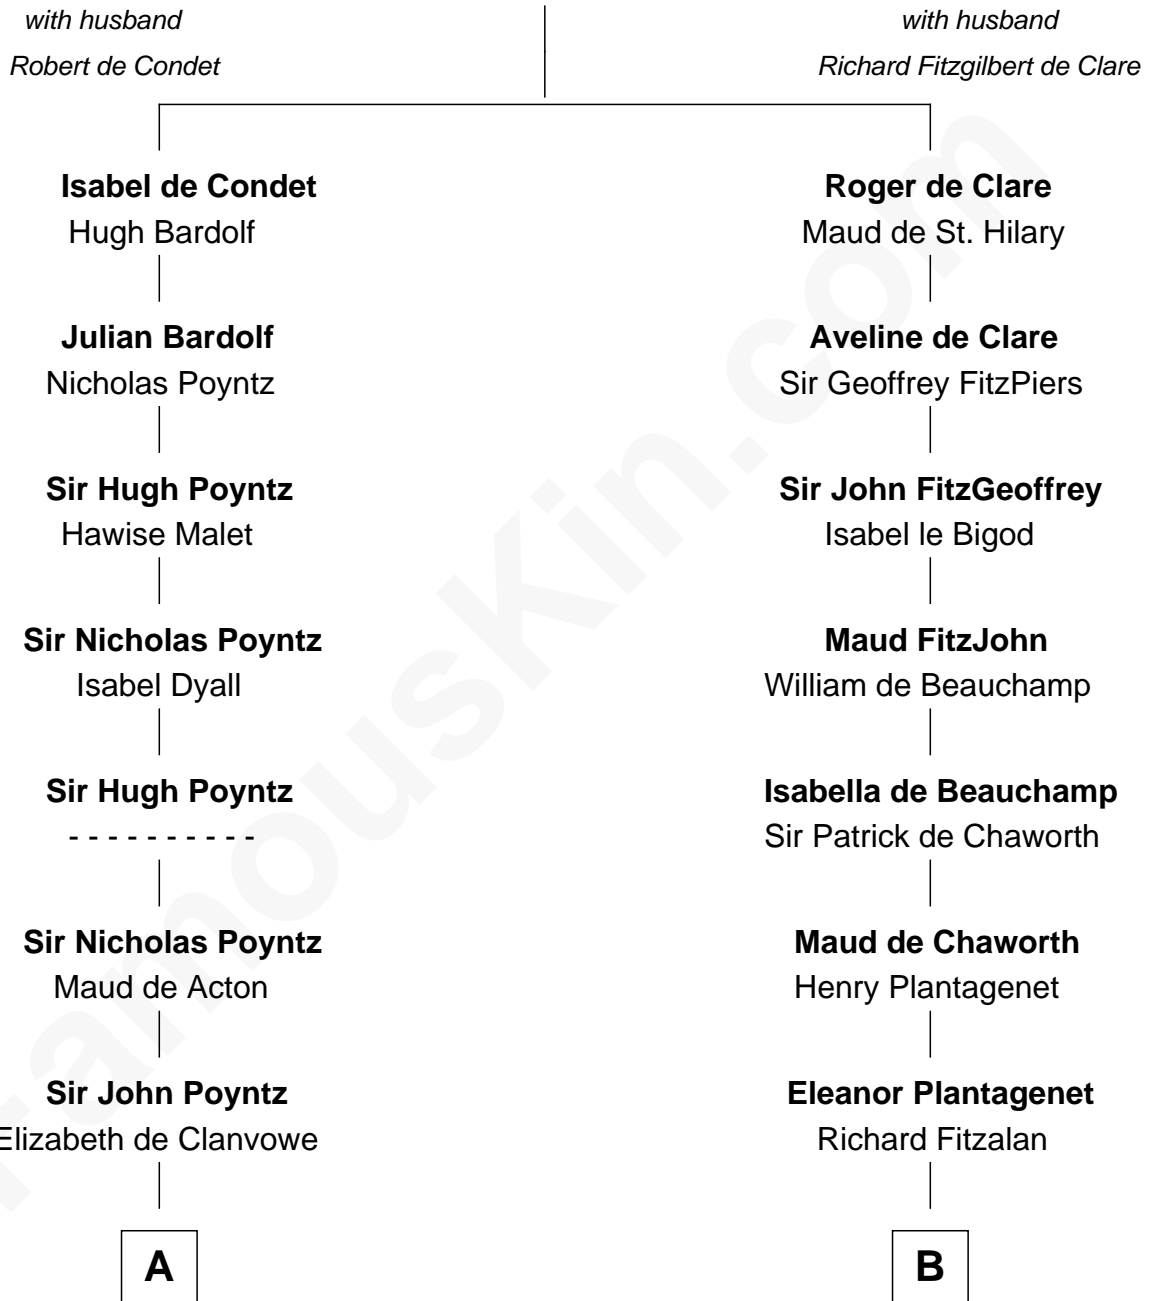 with husband
Robert de Condet
with husband
Richard Fitzgilbert de Clare
Isabel de Condet
Hugh Bardolf
Roger de Clare
Maud de St. Hilary
Julian Bardolf
Nicholas Poyntz
Aveline de Clare
Sir Geoffrey FitzPiers
Sir Hugh Poyntz
Hawise Malet
Sir John FitzGeoffrey
Isabel le Bigod
Sir Nicholas Poyntz
Isabel Dyall
Maud FitzJohn
William de Beauchamp
Sir Hugh Poyntz
- - - - - - - - - -
Isabella de Beauchamp
Sir Patrick de Chaworth
Sir Nicholas Poyntz
Maud de Acton
Maud de Chaworth
Henry Plantagenet
Sir John Poyntz
Elizabeth de Clanvowe
Eleanor Plantagenet
Richard Fitzalan
A
B
famouskin.com